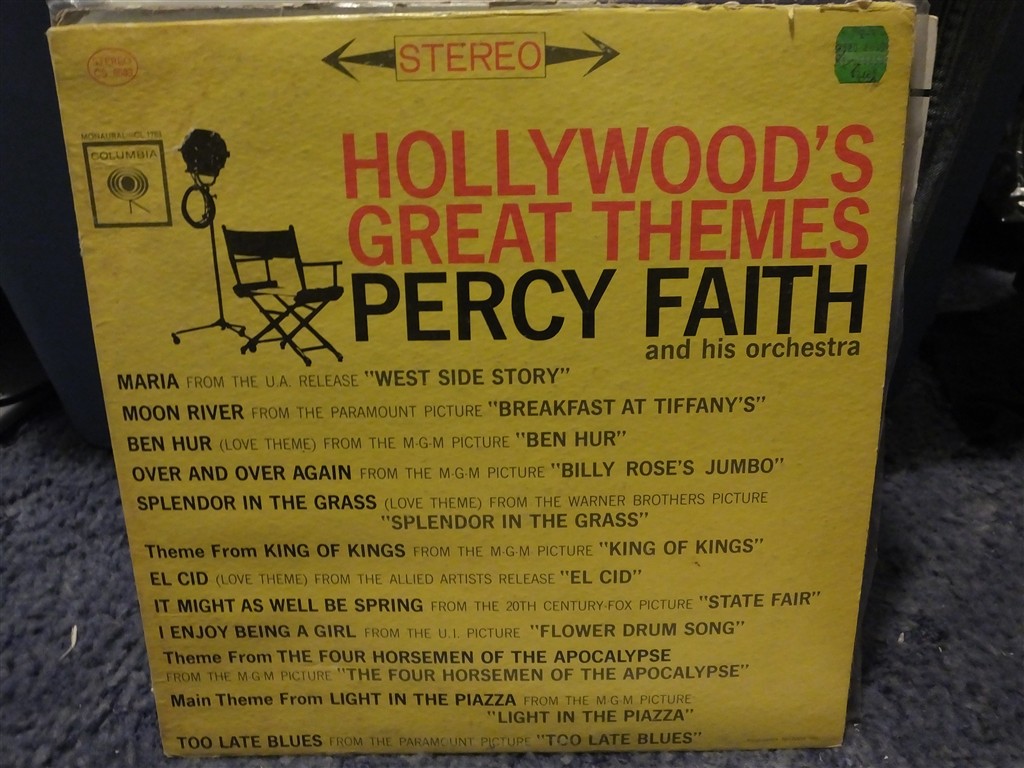 STEREO
STEREO
MONAURAL-CL 1783
COLUMBIA
HOLLYWOOD'S
GREAT THEMES
PERCY FAITH
and his orchestra
MARIA FROM THE U.A. RELEASE "WEST SIDE STORY"
MOON RIVER FROM THE PARAMOUNT PICTURE "BREAKFAST AT TIFFANY'S"
BEN HUR (LOVE THEME) FROM THE M-G-M PICTURE "BEN HUR"
OVER AND OVER AGAIN FROM THE M-G-M PICTURE "BILLY ROSE'S JUMBO"
SPLENDOR IN THE GRASS (LOVE THEME) FROM THE WARNER BROTHERS PICTURE
"SPLENDOR IN THE GRASS"
Theme From KING OF KINGS FROM THE M-G-M PICTURE "KING OF KINGS"
EL CID (LOVE THEME) FROM THE ALLIED ARTISTS RELEASE "EL CID"
IT MIGHT AS WELL BE SPRING FROM THE 20TH CENTURY-FOX PICTURE "STATE FAIR"
I ENJOY BEING A GIRL FROM THE U.I. PICTURE "FLOWER DRUM SONG"
Theme From THE FOUR HORSEMEN OF THE APOCALYPSE
FROM THE M-G-M PICTURE "THE FOUR HORSEMEN OF THE APOCALYPSE"
Main Theme From LIGHT IN THE PIAZZA FROM THE M-G-M PICTURE
"LIGHT IN THE PIAZZA"
TOO LATE BLUES FROM THE PARAMOUNT PICTURE "TOO LATE BLUES"